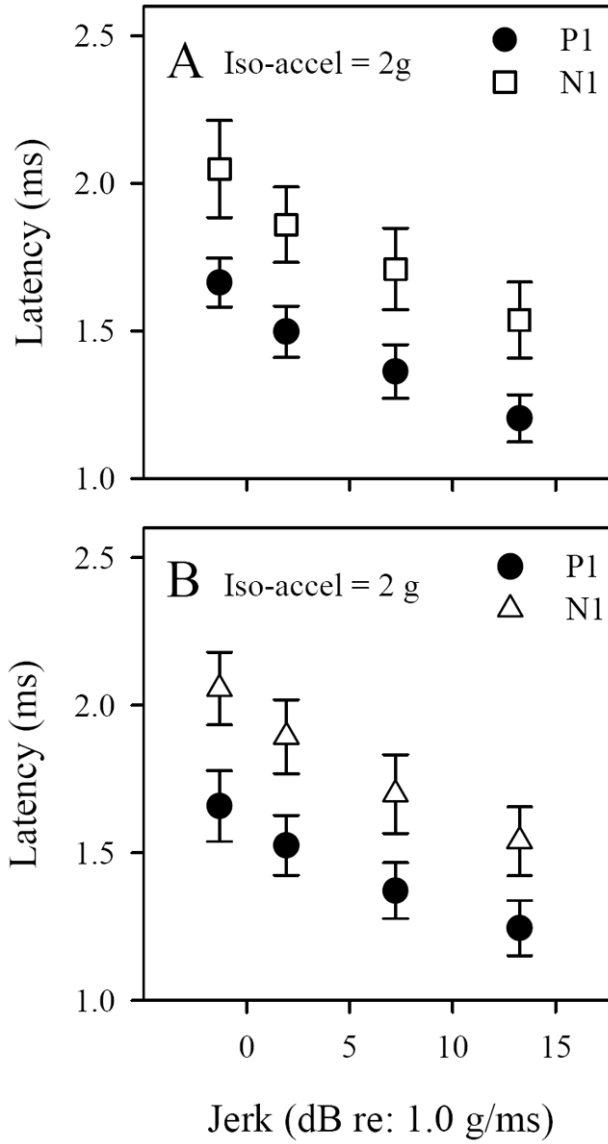 2.5
A Iso-accel = 2g
P1
N1
2.0
Latency (ms)
1.5
1.0
2.5
B Iso-accel = 2 g
P1
N1
2.0
Latency (ms)
1.5
1.0
0 5 10 15
Jerk (dB re: 1.0 g/ms)